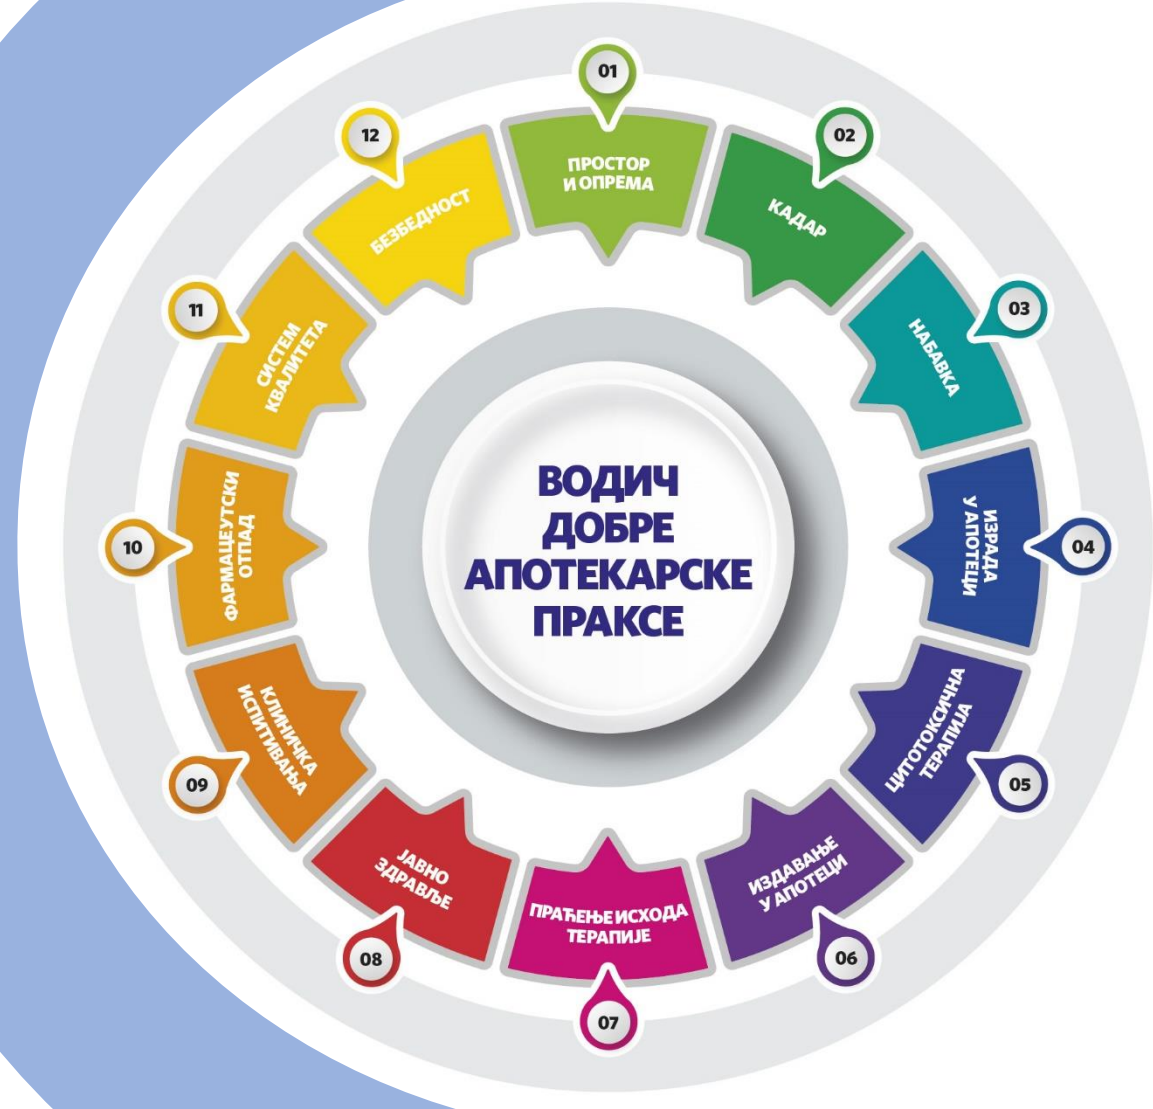 ВОДИЧ
ДОБРЕ
АПОТЕКАРСКЕ
ПРАКСЕ
01
ПРОСТОР
И ОПРЕМА
02
КАДАР
03
НАБАВКА
04
ИЗРАДА
У АПОТЕЦИ
05
ЦИТОТОКСИЧНА
ТЕРАПИЈА
06
ИЗДАВАЊЕ
У АПОТЕЦИ
07
ПРАЋЕЊЕ ИСХОДА
ТЕРАПИЈЕ
08
ЈАВНО
ЗДРАВЉЕ
09
КЛИНИЧКА
ИСПИТИВАЊА
10
ФАРМАЦЕУТСКИ
ОТПАД
11
СИСТЕМ
КВАЛИТЕТА
12
БЕЗБЕДНОСТ